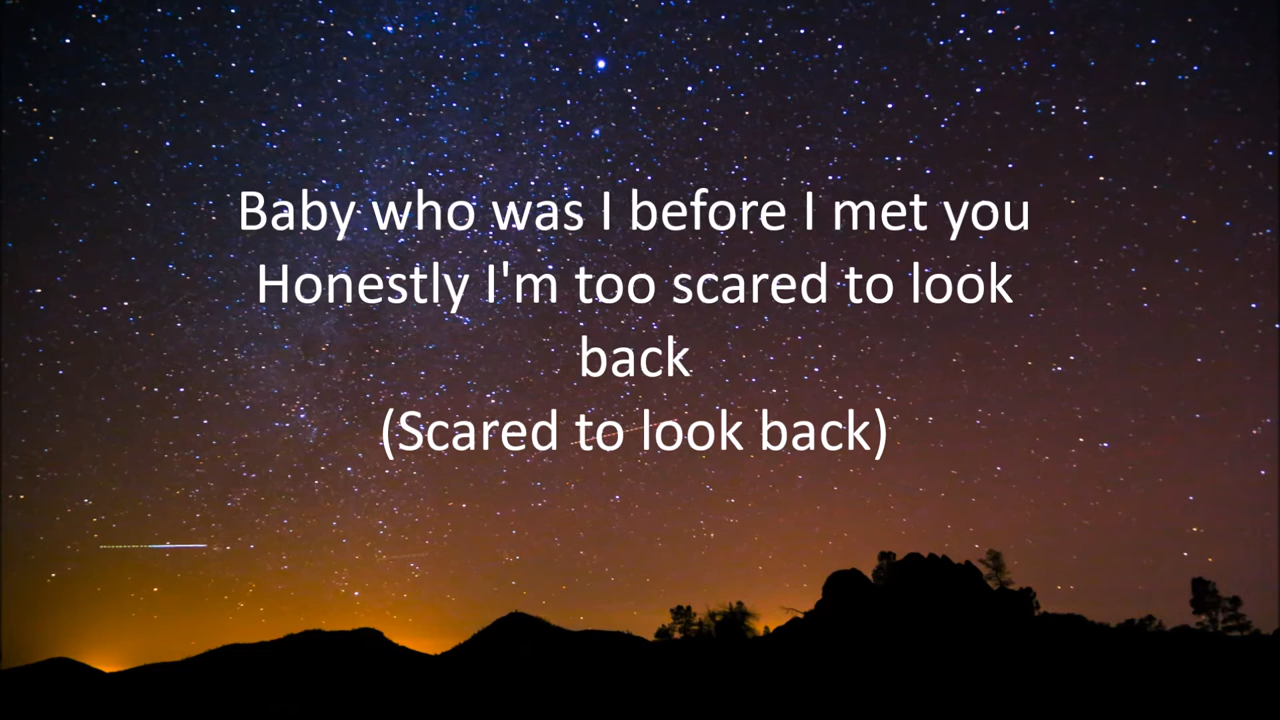 Baby who was I before I met you
Honestly I'm too scared to look
back
(Scared to look back)